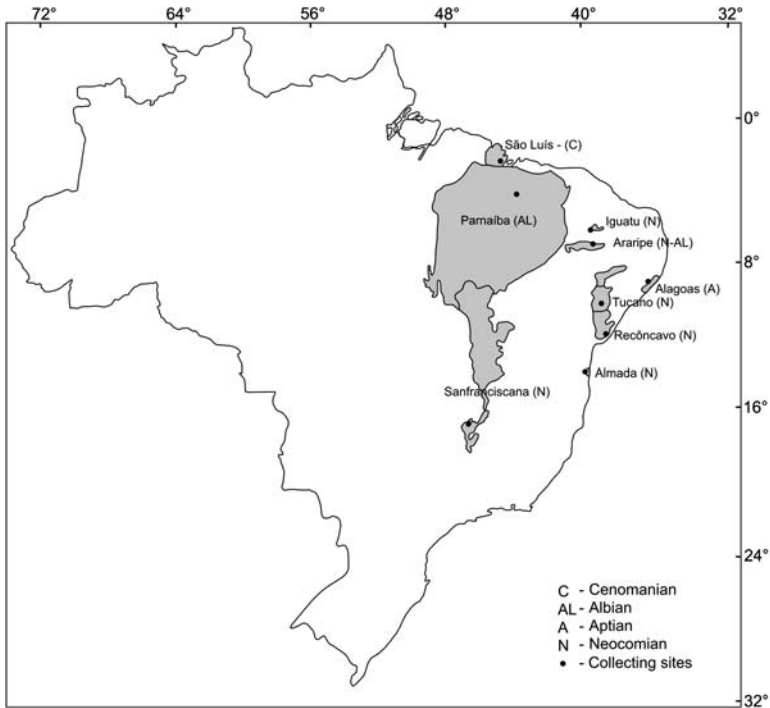 72° 64° 56° 48° 40° 32°
0°
São Luís - (C)
Parnaíba (AL)
Iguatu (N)
Araripe (N-AL)
8°
Alagoas (A)
Tucano (N)
Recôncavo (N)
Almada (N)
Sanfranciscana (N)
16°
24°
C - Cenomanian
AL - Albian
A - Aptian
N - Neocomian
• - Collecting sites
32°